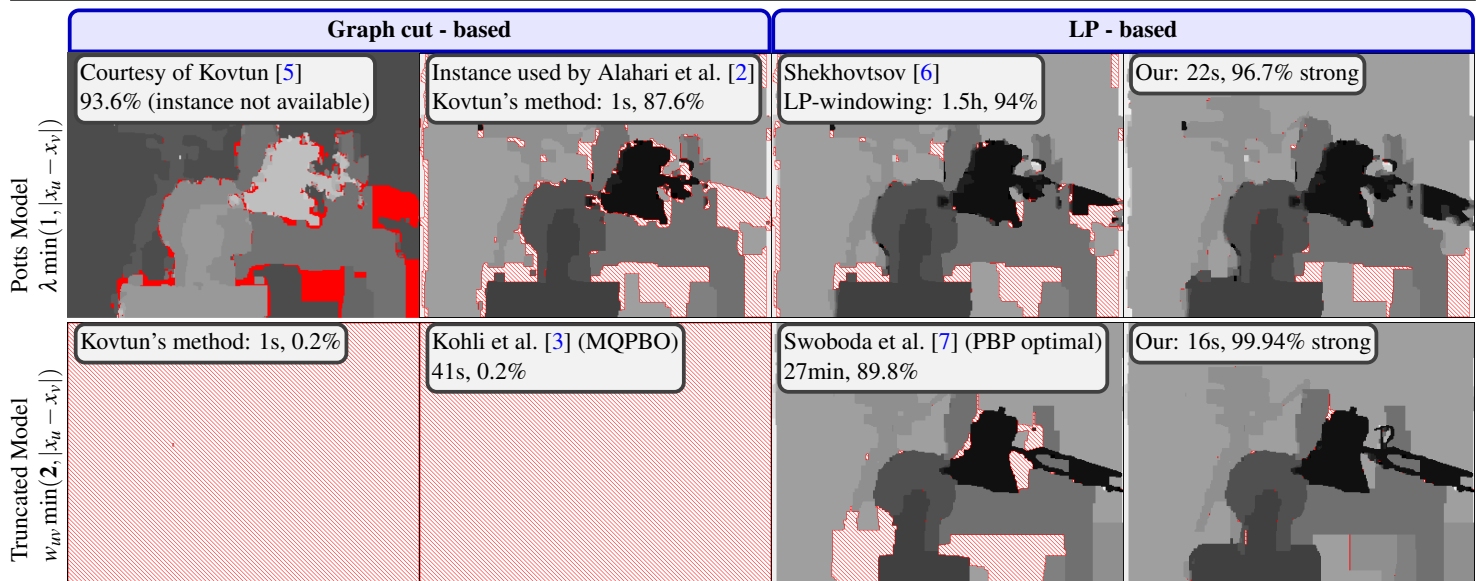 Graph cut - based
LP - based
Potts Model
λ min(1, |x_u − x_v|)
Courtesy of Kovtun [5]
93.6% (instance not available)
Instance used by Alahari et al. [2]
Kovtun's method: 1s, 87.6%
Shekhovtsov [6]
LP-windowing: 1.5h, 94%
Our: 22s, 96.7% strong
Truncated Model
w_{uv} min(2, |x_u − x_v|)
Kovtun's method: 1s, 0.2%
Kohli et al. [3] (MQPBO)
41s, 0.2%
Swoboda et al. [7] (PBP optimal)
27min, 89.8%
Our: 16s, 99.94% strong